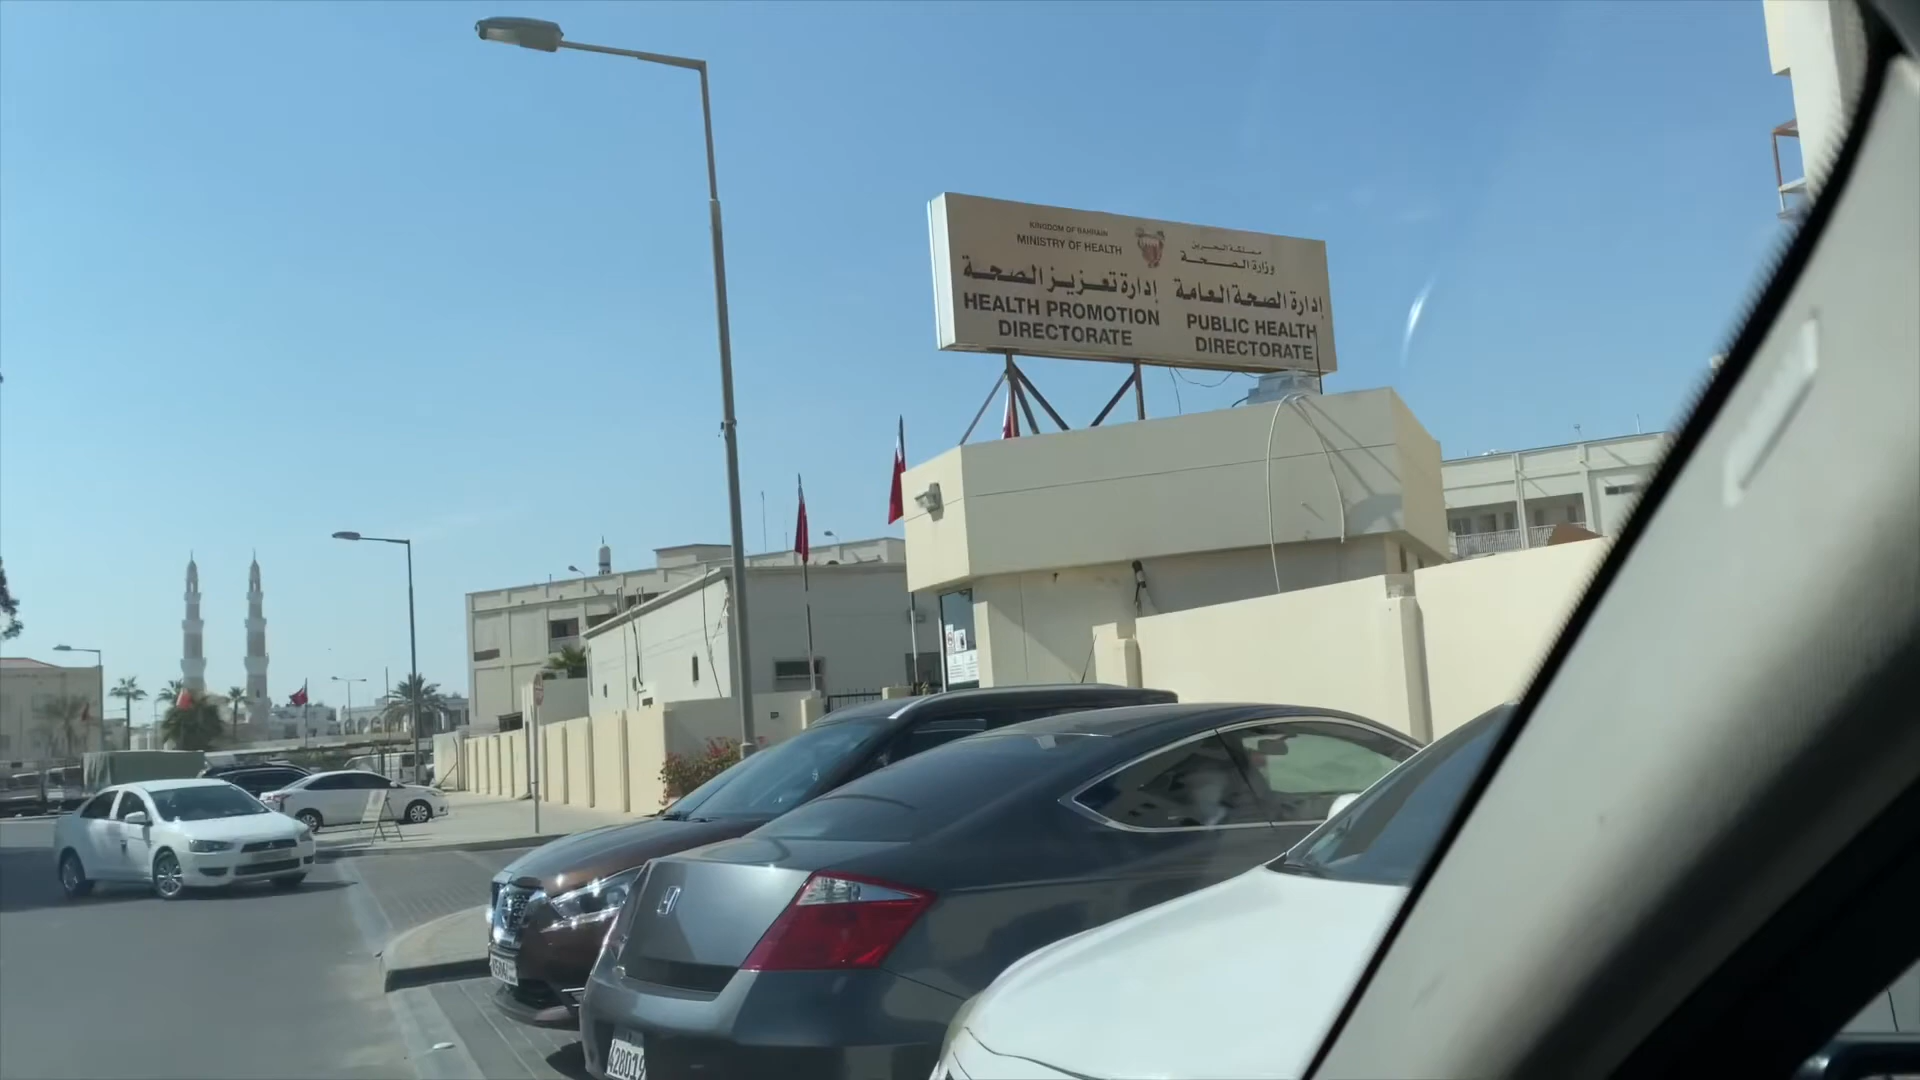 KINGDOM OF BAHRAIN
MINISTRY OF HEALTH
مملكة البحرين
وزارة الصحة
إدارة تعزيز الصحة
HEALTH PROMOTION
DIRECTORATE
إدارة الصحة العامة
PUBLIC HEALTH
DIRECTORATE
428019